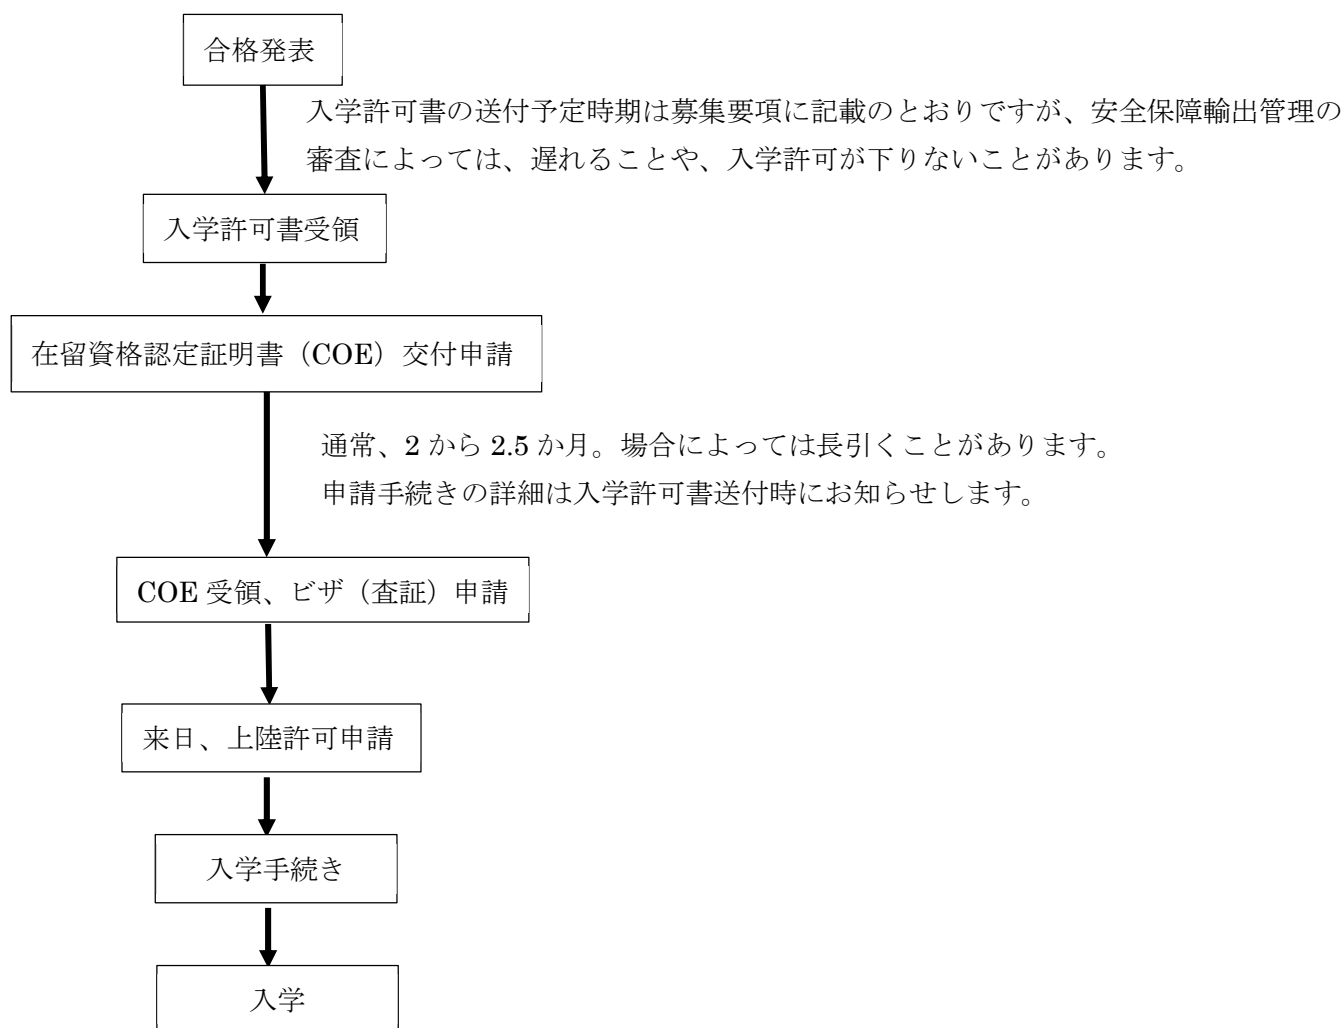 合格発表
入学許可書の送付予定時期は募集要項に記載のとおりですが、安全保障輸出管理の
審査によっては、遅れることや、入学許可が下りないことがあります。
入学許可書受領
在留資格認定証明書（COE）交付申請
通常、2 から 2.5 か月。場合によっては長引くことがあります。
申請手続きの詳細は入学許可書送付時にお知らせします。
COE 受領、ビザ（査証）申請
来日、上陸許可申請
入学手続き
入学